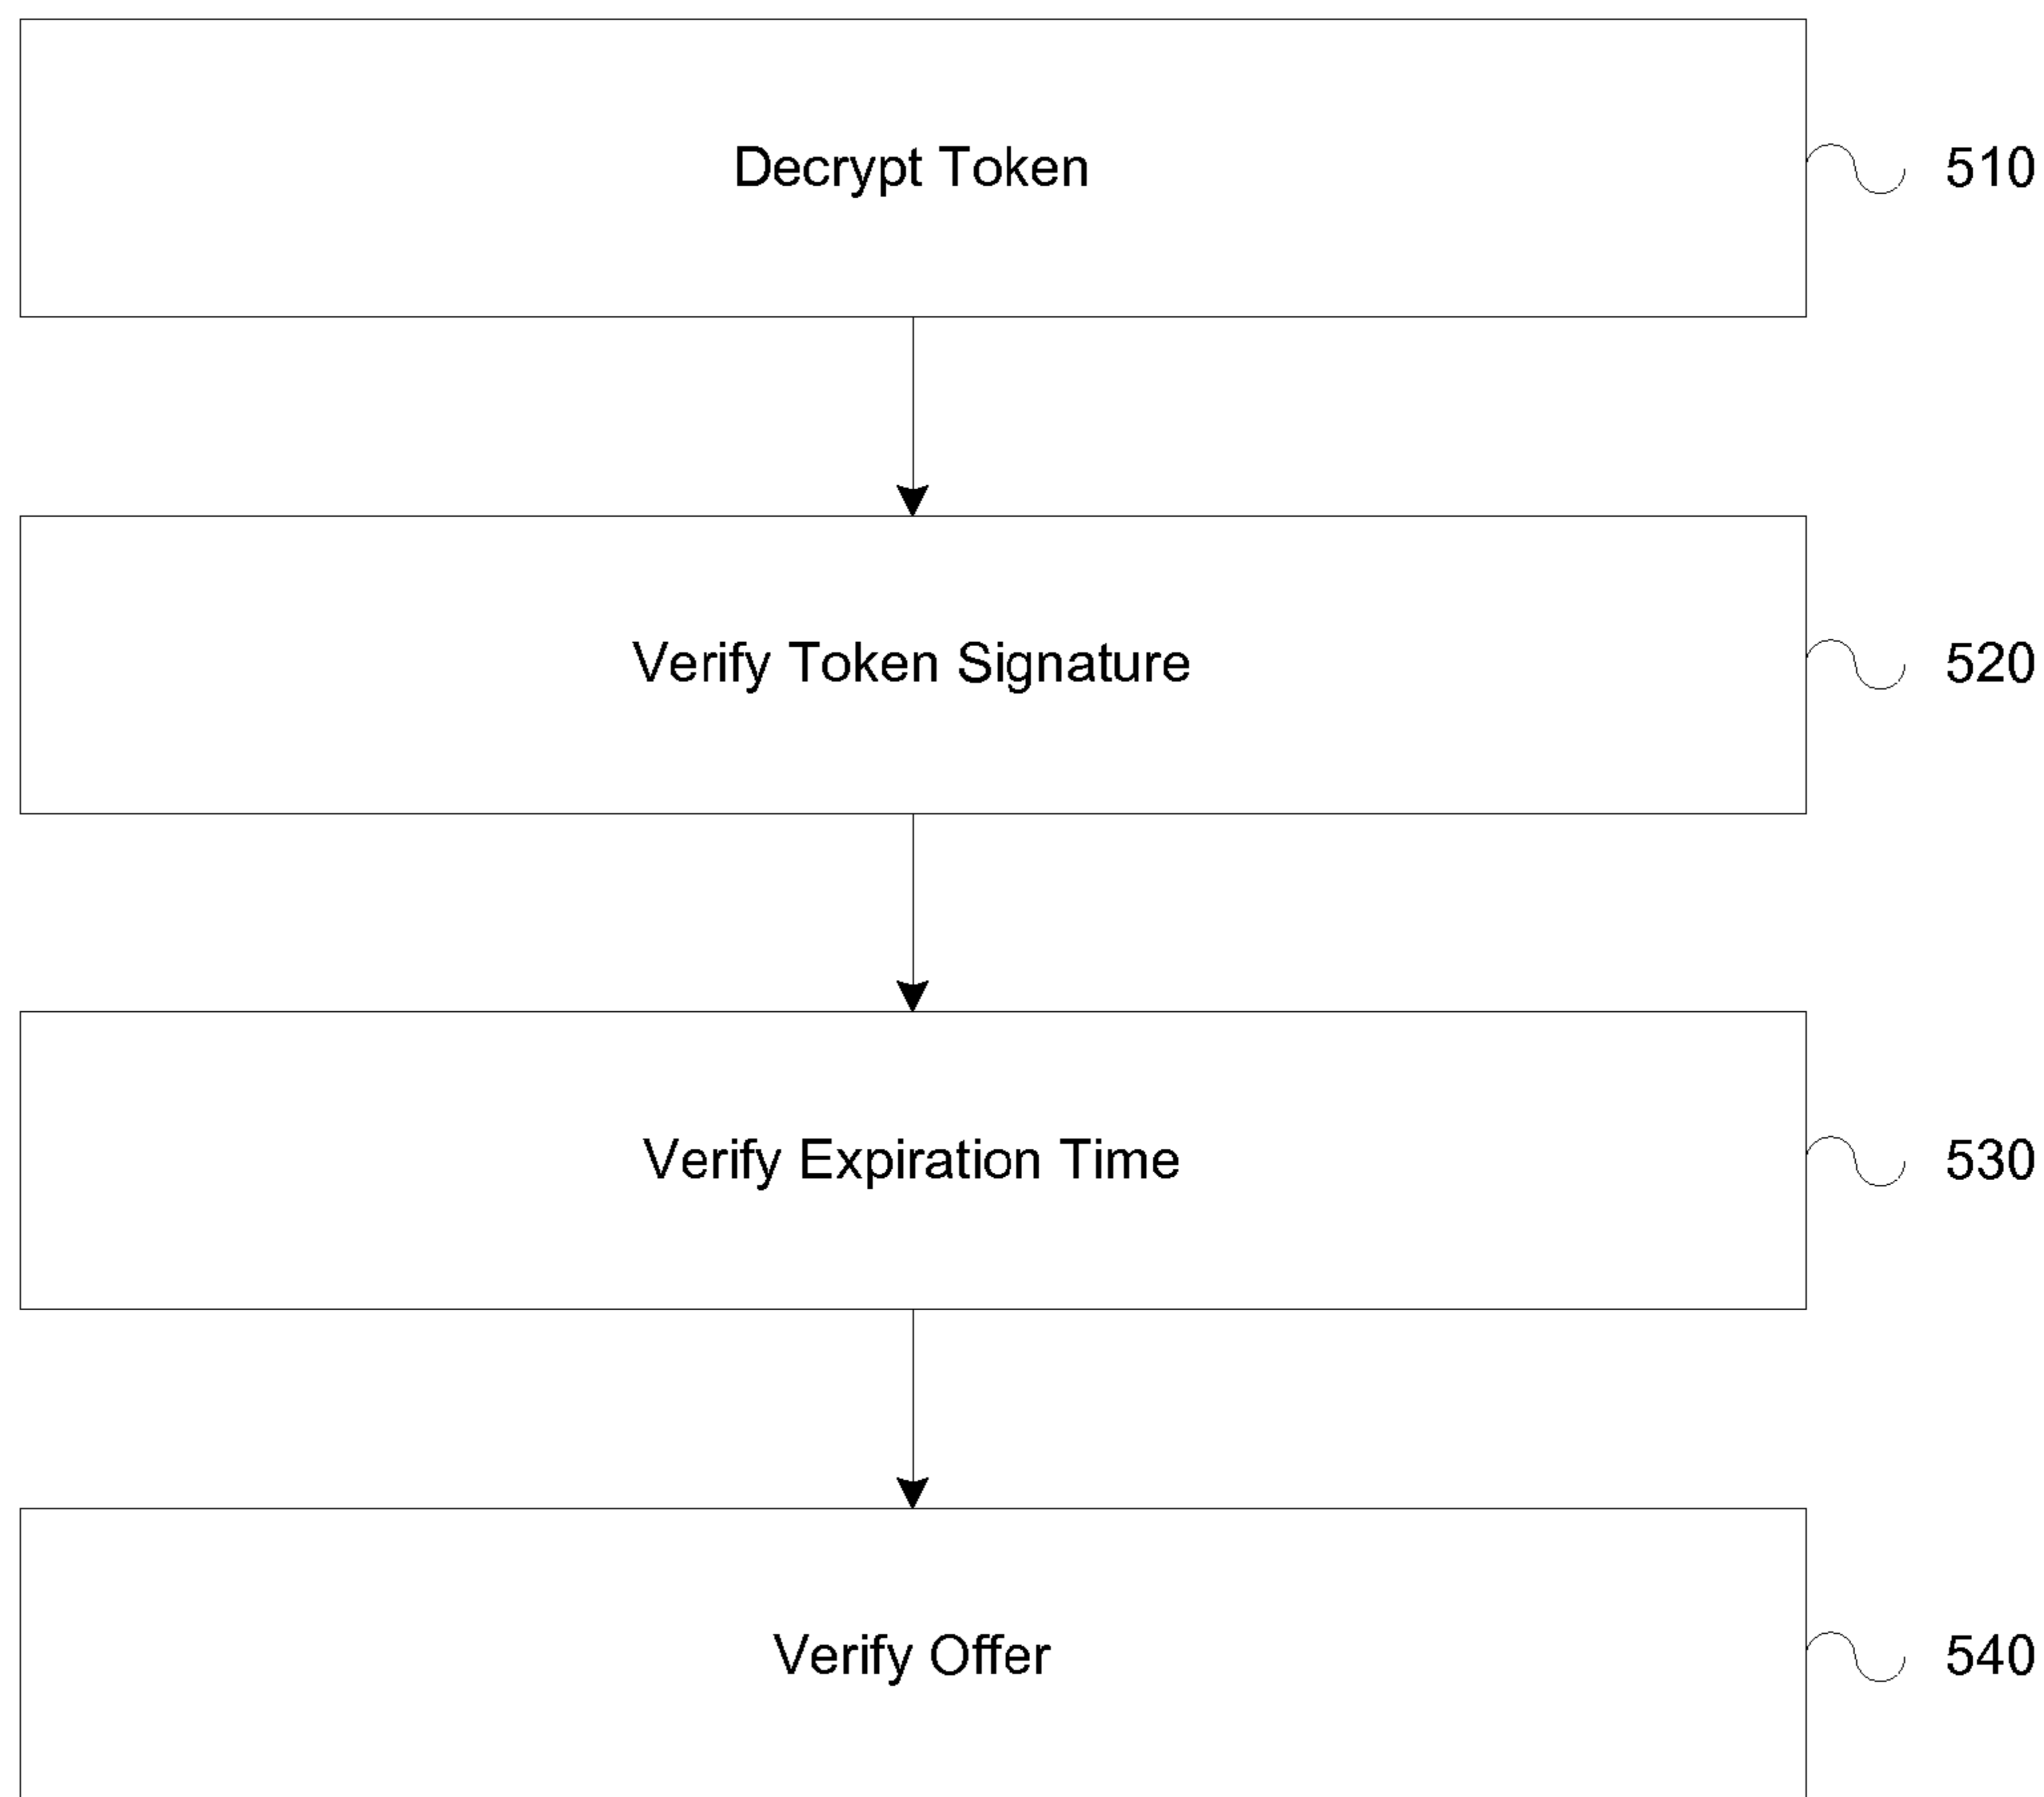 Decrypt Token 510
Verify Token Signature 520
Verify Expiration Time 530
Verify Offer 540